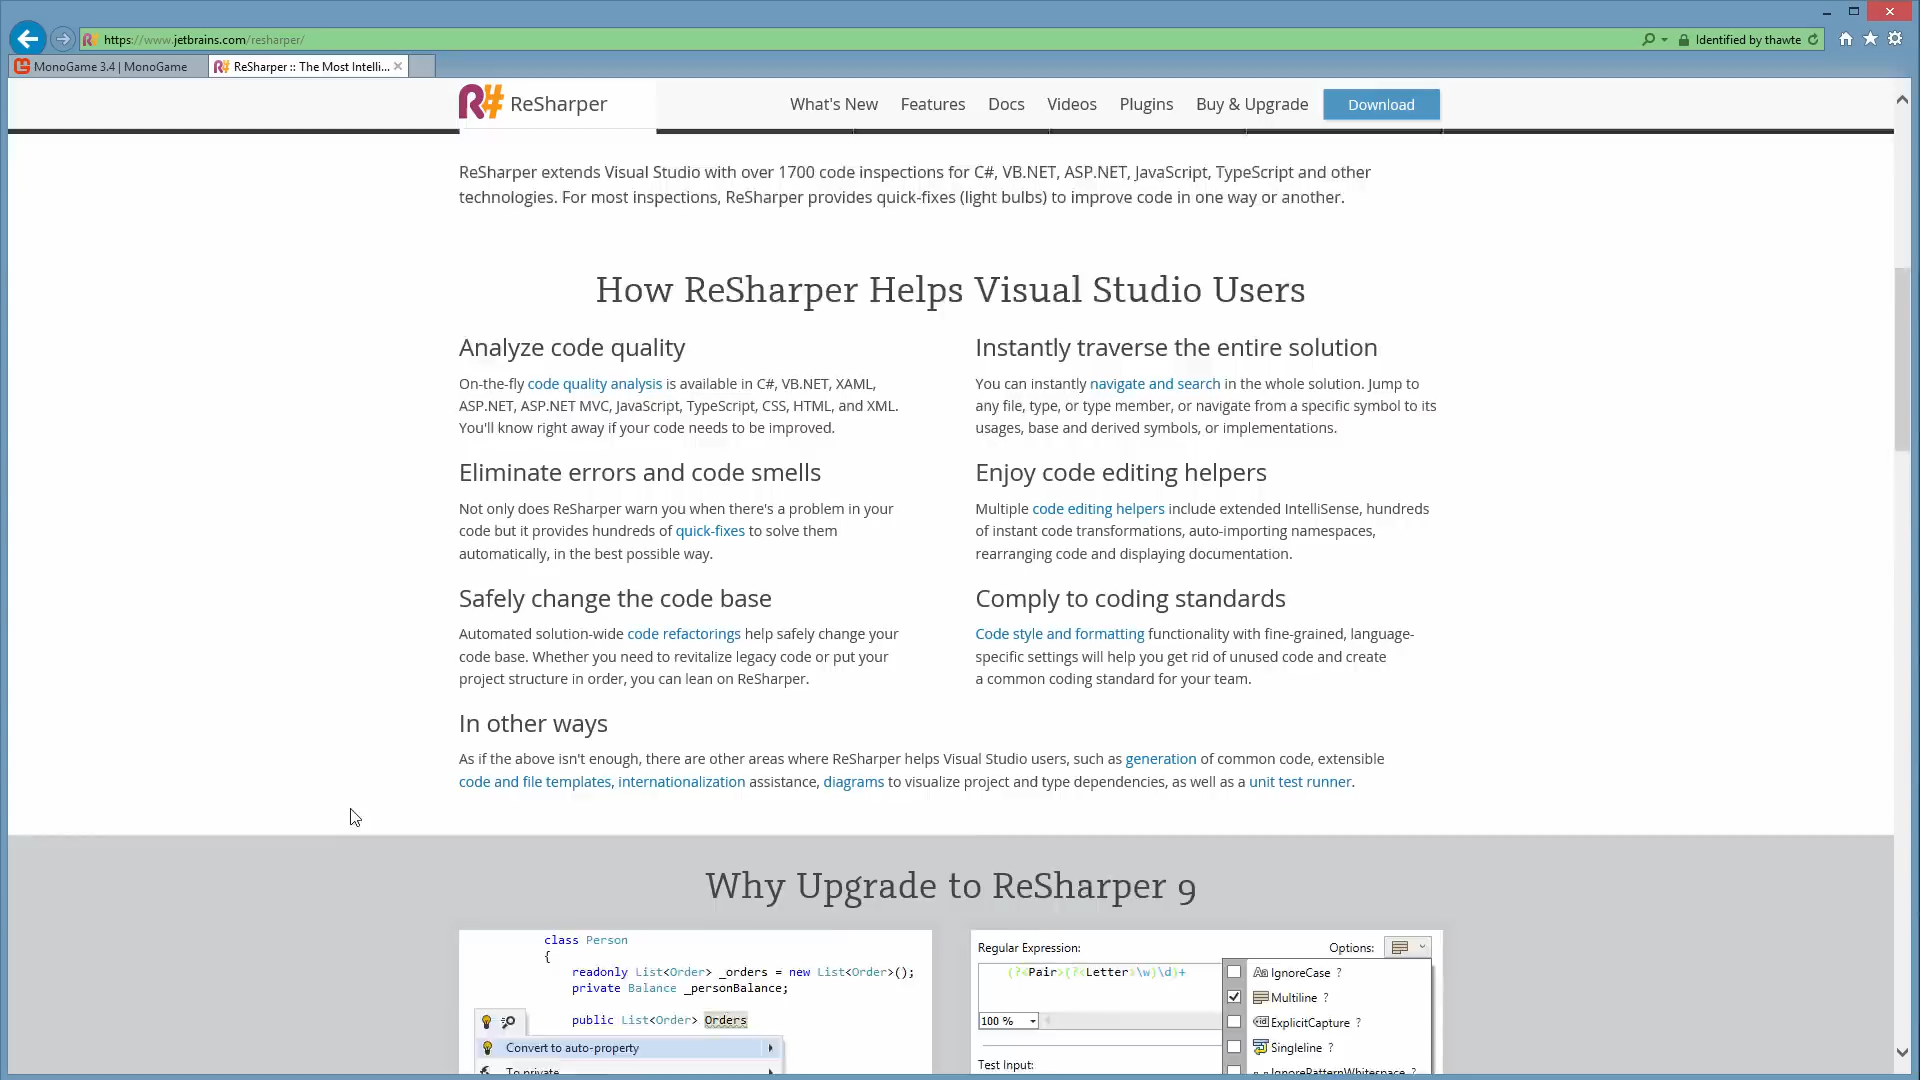 https://www.jetbrains.com/resharper/
Identified by thawte
MonoGame 3.4 | MonoGame
ReSharper :: The Most Intelli...
ReSharper
What's New
Features
Docs
Videos
Plugins
Buy & Upgrade
Download
ReSharper extends Visual Studio with over 1700 code inspections for C#, VB.NET, ASP.NET, JavaScript, TypeScript and other
technologies. For most inspections, ReSharper provides quick-fixes (light bulbs) to improve code in one way or another.
How ReSharper Helps Visual Studio Users
Analyze code quality
On-the-fly code quality analysis is available in C#, VB.NET, XAML,
ASP.NET, ASP.NET MVC, JavaScript, TypeScript, CSS, HTML, and XML.
You'll know right away if your code needs to be improved.
Instantly traverse the entire solution
You can instantly navigate and search in the whole solution. Jump to
any file, type, or type member, or navigate from a specific symbol to its
usages, base and derived symbols, or implementations.
Eliminate errors and code smells
Not only does ReSharper warn you when there's a problem in your
code but it provides hundreds of quick-fixes to solve them
automatically, in the best possible way.
Enjoy code editing helpers
Multiple code editing helpers include extended IntelliSense, hundreds
of instant code transformations, auto-importing namespaces,
rearranging code and displaying documentation.
Safely change the code base
Automated solution-wide code refactorings help safely change your
code base. Whether you need to revitalize legacy code or put your
project structure in order, you can lean on ReSharper.
Comply to coding standards
Code style and formatting functionality with fine-grained, language-
specific settings will help you get rid of unused code and create
a common coding standard for your team.
In other ways
As if the above isn't enough, there are other areas where ReSharper helps Visual Studio users, such as generation of common code, extensible
code and file templates, internationalization assistance, diagrams to visualize project and type dependencies, as well as a unit test runner.
Why Upgrade to ReSharper 9
class Person
{
readonly List<Order> _orders = new List<Order>();
private Balance _personBalance;
public List<Order> Orders
Convert to auto-property
To private
Regular Expression:
Options:
(?<Pair>(?<Letter>\w)\d)+
100 %
Test Input:
IgnoreCase ?
Multiline ?
ExplicitCapture ?
Singleline ?
IgnorePatternWhitespace ?